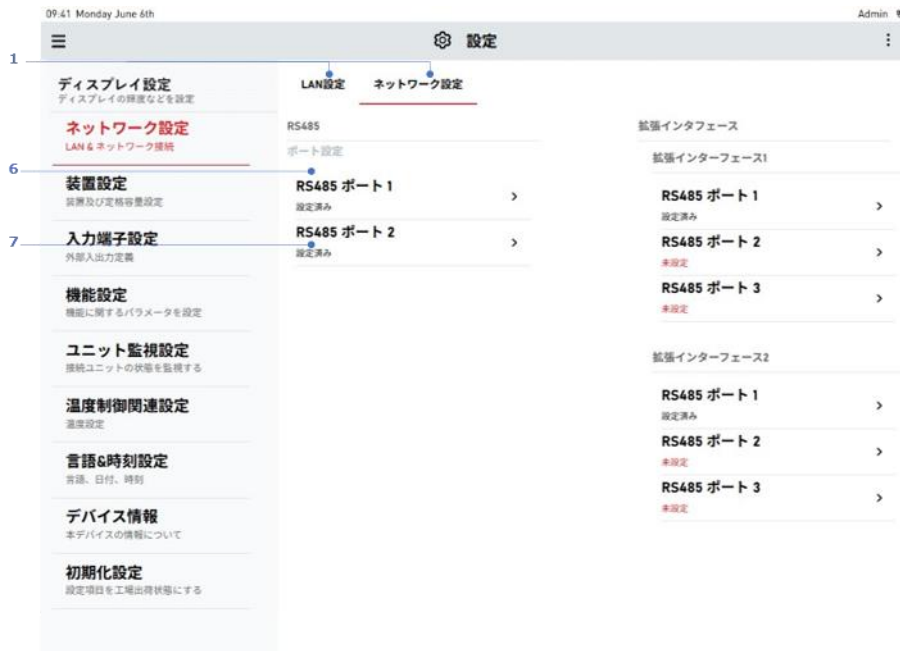 09:41 Monday June 6th
Admin
設定
1
ディスプレイ設定
ディスプレイの輝度などを設定
ネットワーク設定
LAN & ネットワーク接続
6
装置設定
装置及び定格容量設定
7
入力端子設定
外部入出力定義
機能設定
機能に関するパラメータを設定
ユニット監視設定
接続ユニットの状態を監視する
温度制御関連設定
温度設定
言語&時刻設定
言語、日付、時刻
デバイス情報
本デバイスの情報について
初期化設定
設定項目を工場出荷状態にする
LAN設定 ネットワーク設定
RS485
ポート設定
RS485 ポート 1
設定済み
RS485 ポート 2
設定済み
拡張インタフェース
拡張インターフェース1
RS485 ポート 1
設定済み
RS485 ポート 2
未設定
RS485 ポート 3
未設定
拡張インターフェース2
RS485 ポート 1
設定済み
RS485 ポート 2
未設定
RS485 ポート 3
未設定